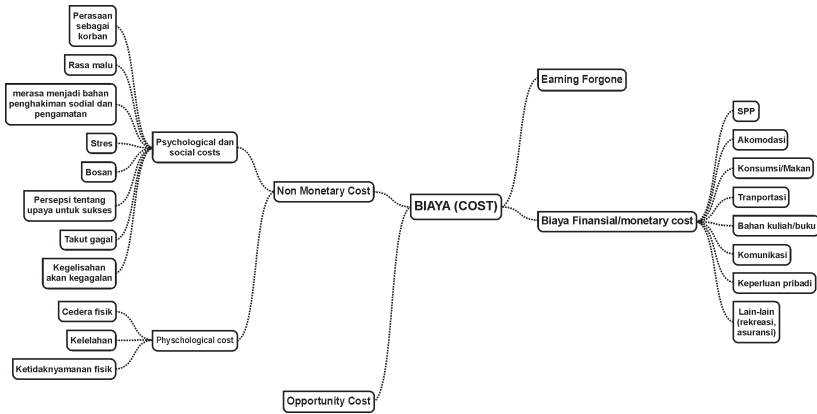 Perasaan
sebagai
korban
Rasa malu
merasa menjadi bahan
penghakiman sodial dan
pengamatan
Stres
Bosan
Persepsi tentang
upaya untuk sukses
Takut gagal
Kegelisahan
akan kegagalan
Psychological dan
social costs
Cedera fisik
Kelelahan
Ketidaknyamanan fisik
Physchological cost
Non Monetary Cost
Opportunity Cost
BIAYA (COST)
Earning Forgone
Biaya Finansial/monetary cost
SPP
Akomodasi
Konsumsi/Makan
Tranportasi
Bahan kuliah/buku
Komunikasi
Keperluan pribadi
Lain-lain
(rekreasi,
asuransi)